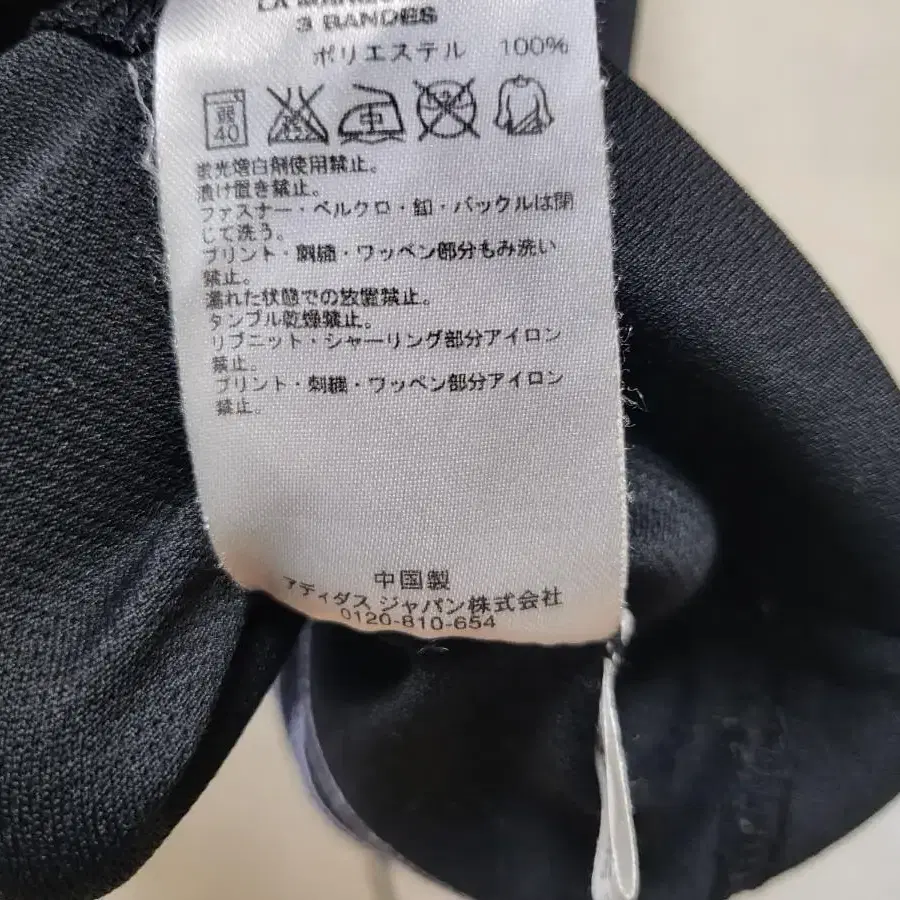 3 BANDES
ポリエステル 100%
弱
40
中
蛍光増白剤使用禁止。
漬け置き禁止。
ファスナー・ベルクロ・釦・バックルは閉
じて洗う。
プリント・刺繍・ワッペン部分もみ洗い
禁止。
濡れた状態での放置禁止。
タンブル乾燥禁止。
リブニット・シャーリング部分アイロン
禁止。
プリント・刺繍・ワッペン部分アイロン
禁止。
中国製
アディダス ジャパン株式会社
0120-810-654